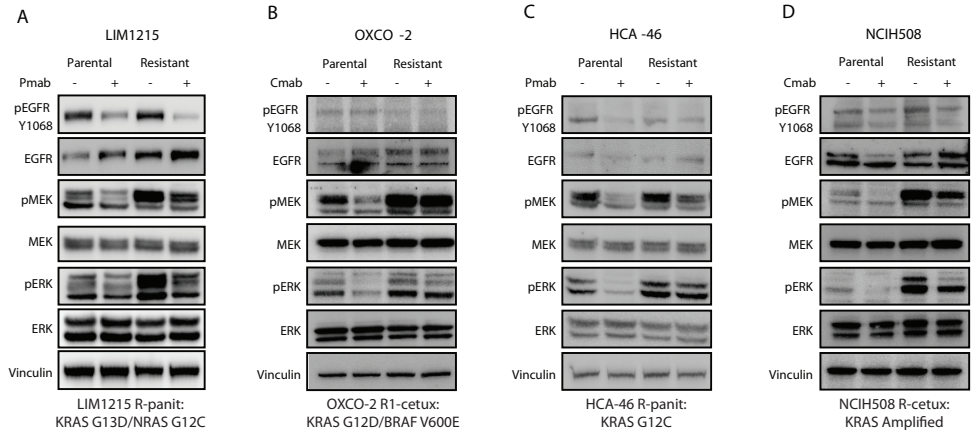 A
LIM1215
Parental Resistant
Pmab - + - +
pEGFR
Y1068
EGFR
pMEK
MEK
pERK
ERK
Vinculin
LIM1215 R-panit:
KRAS G13D/NRAS G12C
B
OXCO -2
Parental Resistant
Cmab - + - +
pEGFR
Y1068
EGFR
pMEK
MEK
pERK
ERK
Vinculin
OXCO-2 R1-cetux:
KRAS G12D/BRAF V600E
C
HCA -46
Parental Resistant
Cmab - + - +
pEGFR
Y1068
EGFR
pMEK
MEK
pERK
ERK
Vinculin
HCA-46 R-panit:
KRAS G12C
D
NCIH508
Parental Resistant
Cmab - + - +
pEGFR
Y1068
EGFR
pMEK
MEK
pERK
ERK
Vinculin
NCIH508 R-cetux:
KRAS Amplified